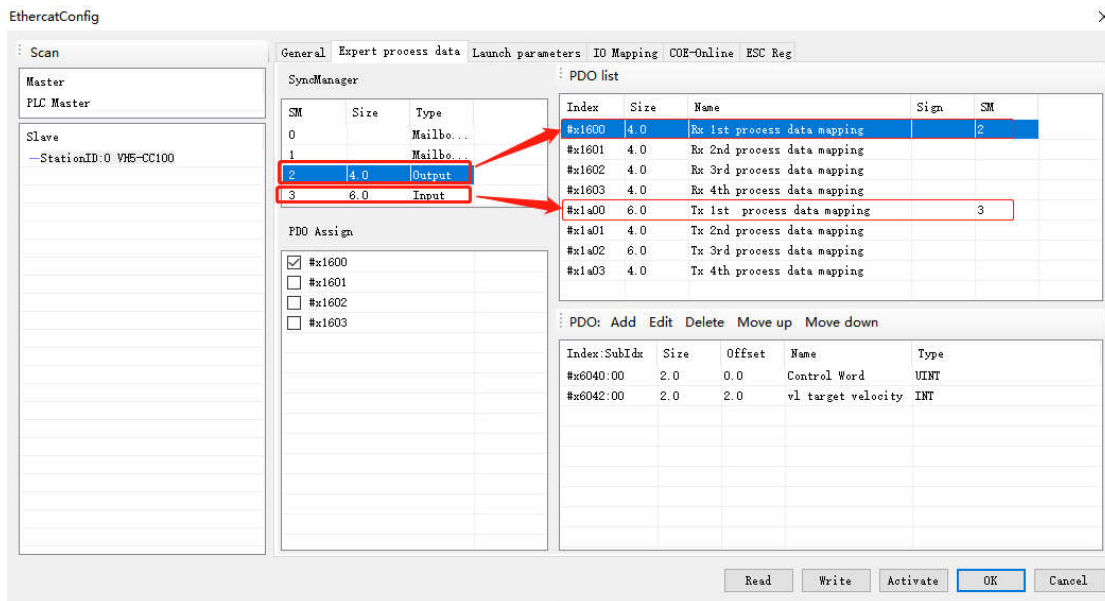 EthercatConfig
Scan
Master
PLC Master
Slave
StationID:0 VH5-CC100
General Expert process data Launch parameters IO Mapping COE-Online ESC Reg
SyncManager
SM Size Type
0 Mailbo...
1 Mailbo...
2 4.0 Output
3 6.0 Input
PDO Assign
#x1600
#x1601
#x1602
#x1603
PDO list
Index Size Name Sign SM
#x1600 4.0 Rx 1st process data mapping 2
#x1601 4.0 Rx 2nd process data mapping
#x1602 4.0 Rx 3rd process data mapping
#x1603 4.0 Rx 4th process data mapping
#x1a00 6.0 Tx 1st process data mapping 3
#x1a01 4.0 Tx 2nd process data mapping
#x1a02 6.0 Tx 3rd process data mapping
#x1a03 4.0 Tx 4th process data mapping
PDO: Add Edit Delete Move up Move down
Index:SubIdx Size Offset Name Type
#x6040:00 2.0 0.0 Control Word UINT
#x6042:00 2.0 2.0 vl target velocity INT
Read Write Activate OK Cancel